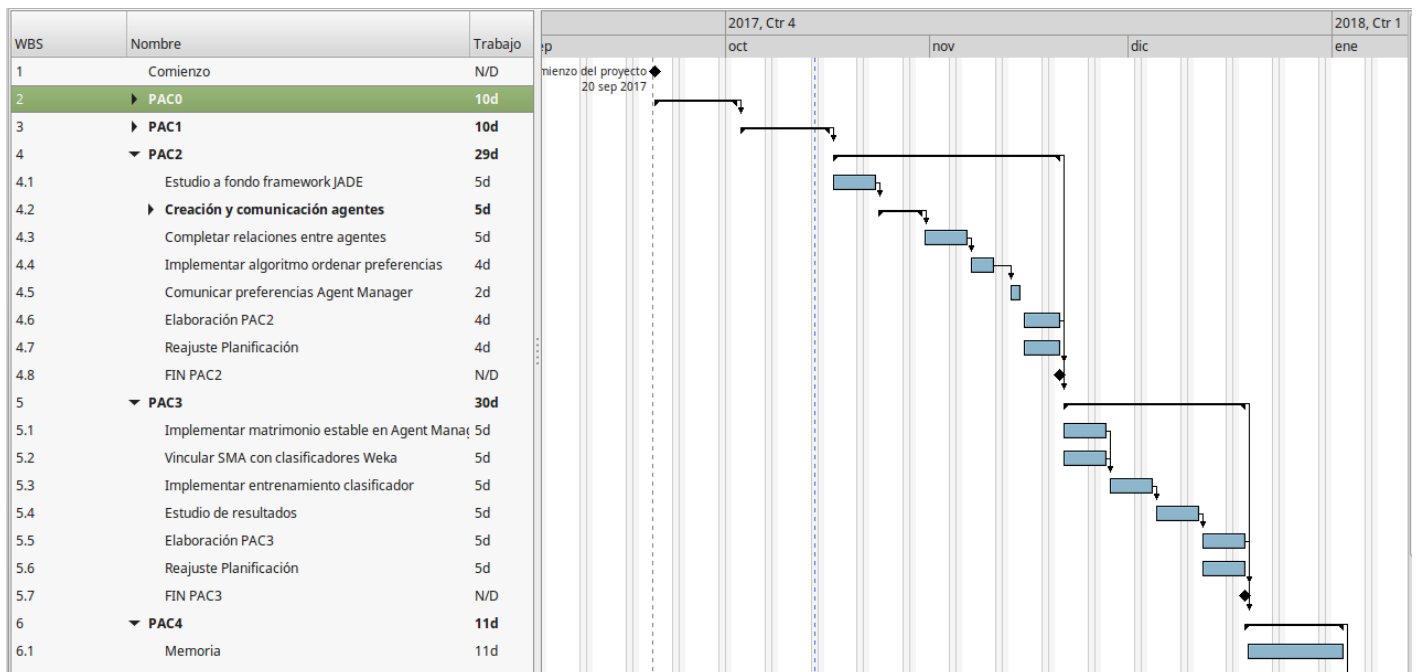 2017, Ctr 4 2018, Ctr 1
WBS Nombre Trabajo ep oct nov dic ene
1 Comienzo N/D mienzo del proyecto
20 sep 2017
2 PAC0 10d
3 PAC1 10d
4 PAC2 29d
4.1 Estudio a fondo framework JADE 5d
4.2 Creación y comunicación agentes 5d
4.3 Completar relaciones entre agentes 5d
4.4 Implementar algoritmo ordenar preferencias 4d
4.5 Comunicar preferencias Agent Manager 2d
4.6 Elaboración PAC2 4d
4.7 Reajuste Planificación 4d
4.8 FIN PAC2 N/D
5 PAC3 30d
5.1 Implementar matrimonio estable en Agent Manag 5d
5.2 Vincular SMA con clasificadores Weka 5d
5.3 Implementar entrenamiento clasificador 5d
5.4 Estudio de resultados 5d
5.5 Elaboración PAC3 5d
5.6 Reajuste Planificación 5d
5.7 FIN PAC3 N/D
6 PAC4 11d
6.1 Memoria 11d